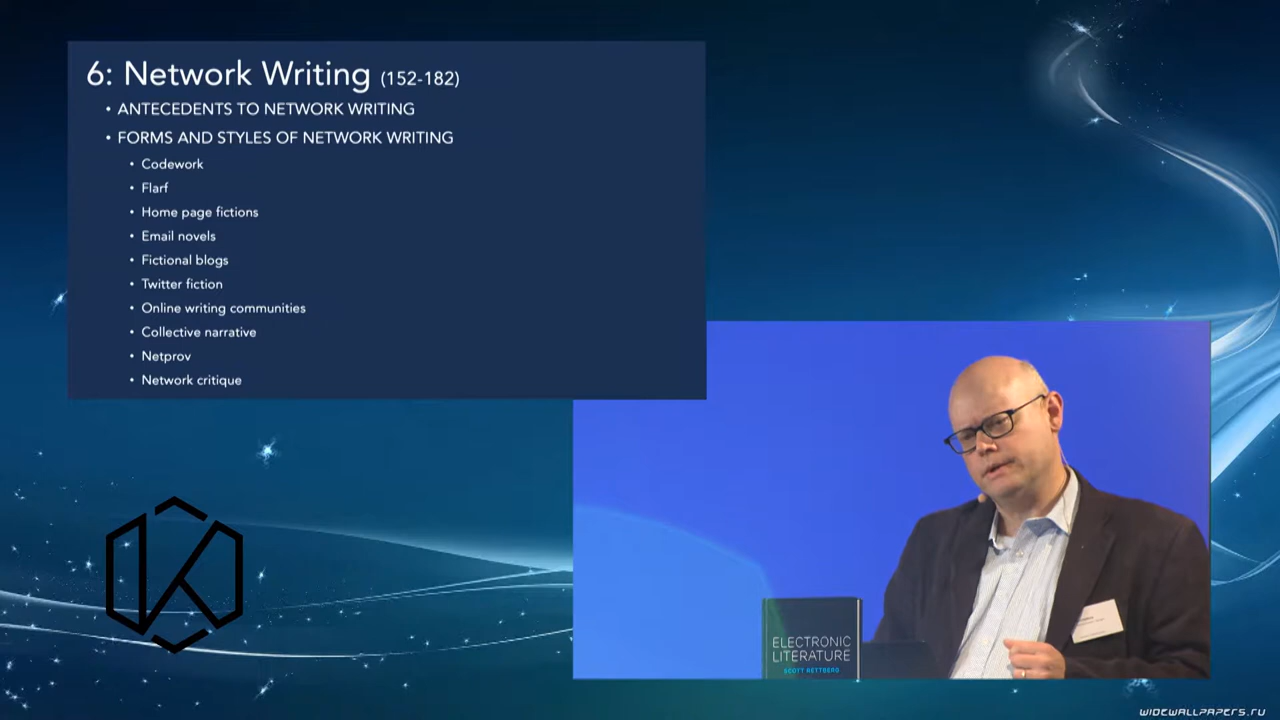 6: Network Writing (152-182)
• ANTECEDENTS TO NETWORK WRITING
• FORMS AND STYLES OF NETWORK WRITING
• Codework
• Flarf
• Home page fictions
• Email novels
• Fictional blogs
• Twitter fiction
• Online writing communities
• Collective narrative
• Netprov
• Network critique
ELECTRONIC
LITERATURE
SCOTT RETTBERG
WIDEWALLPAPERS.RU